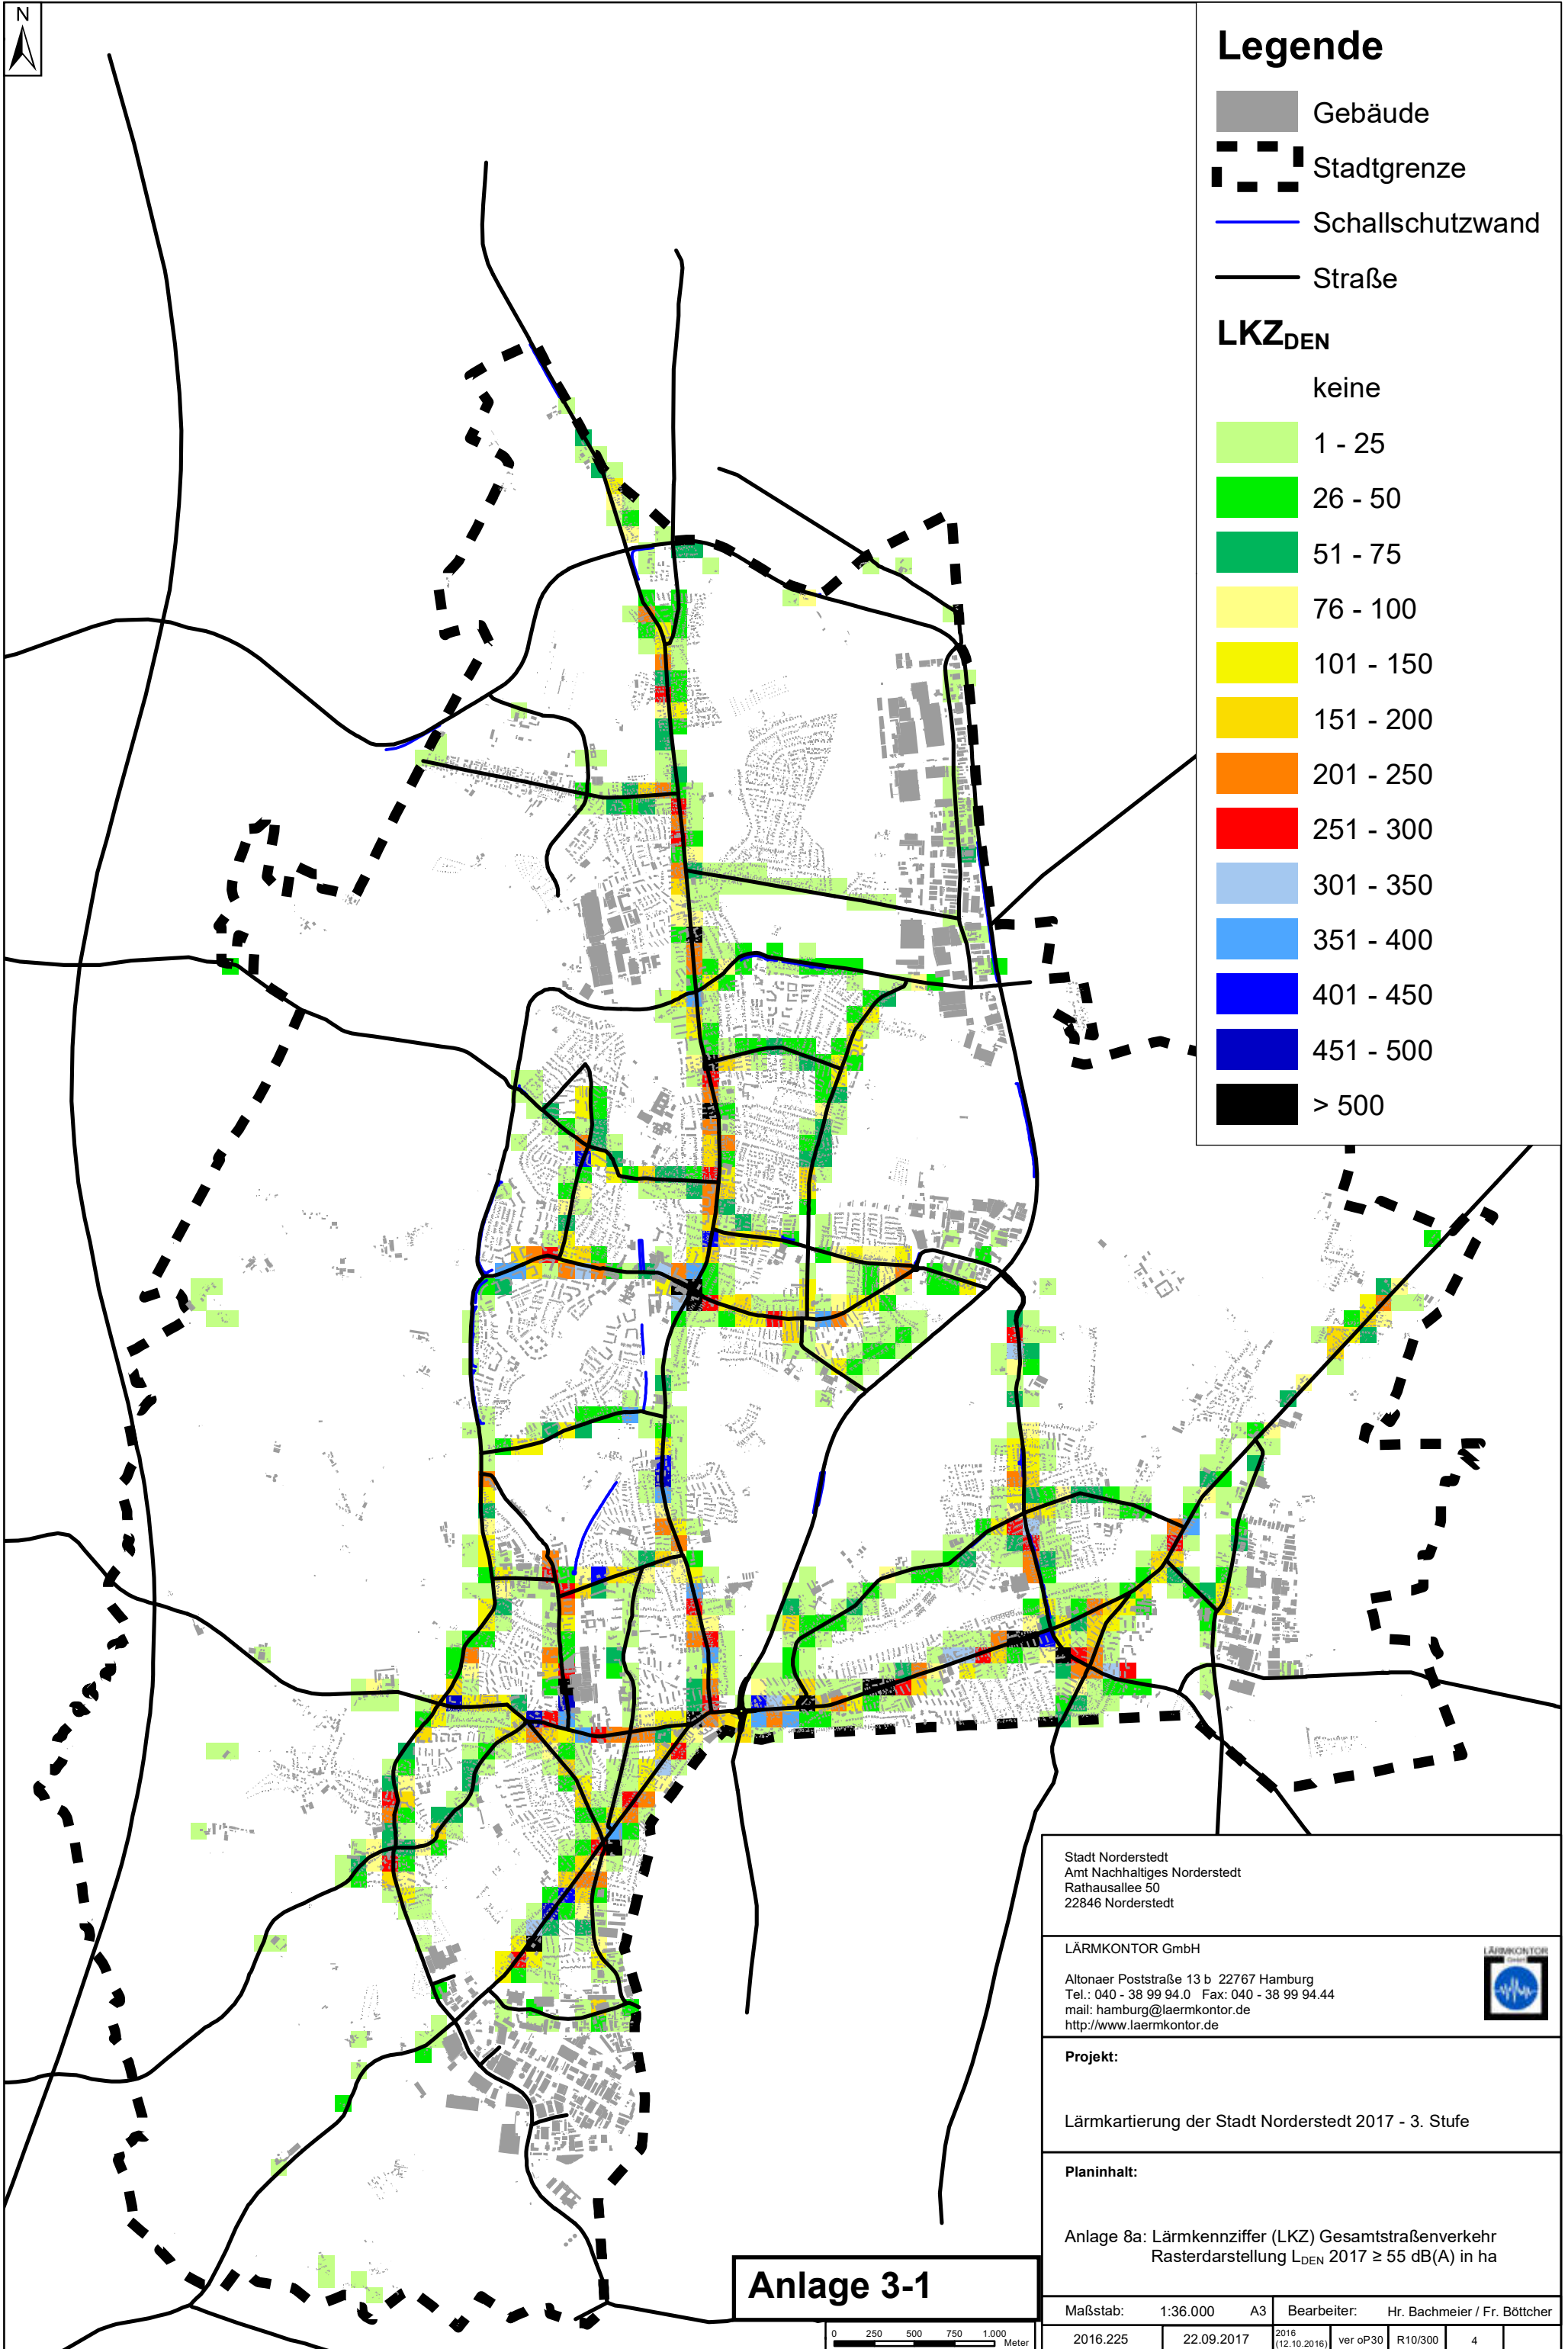 N
Legende
Gebäude
Stadtgrenze
Schallschutzwand
Straße
LKZDEN
keine
1 - 25
26 - 50
51 - 75
76 - 100
101 - 150
151 - 200
201 - 250
251 - 300
301 - 350
351 - 400
401 - 450
451 - 500
> 500
Stadt Norderstedt
Amt Nachhaltiges Norderstedt
Rathausallee 50
22846 Norderstedt
LÄRMKONTOR GmbH
Altonaer Poststraße 13 b 22767 Hamburg
Tel.: 040 - 38 99 94.0 Fax: 040 - 38 99 94.44
mail: hamburg@laermkontor.de
http://www.laermkontor.de
LÄRMKONTOR
GmbH
Projekt:
Lärmkartierung der Stadt Norderstedt 2017 - 3. Stufe
Planinhalt:
Anlage 8a: Lärmkennziffer (LKZ) Gesamtstraßenverkehr
Rasterdarstellung LDEN 2017 ≥ 55 dB(A) in ha
Anlage 3-1
Maßstab: 1:36.000 A3 Bearbeiter: Hr. Bachmeier / Fr. Böttcher
2016.225 22.09.2017 2016 (12.10.2016) ver oP30 R10/300 4
0 250 500 750 1.000
Meter